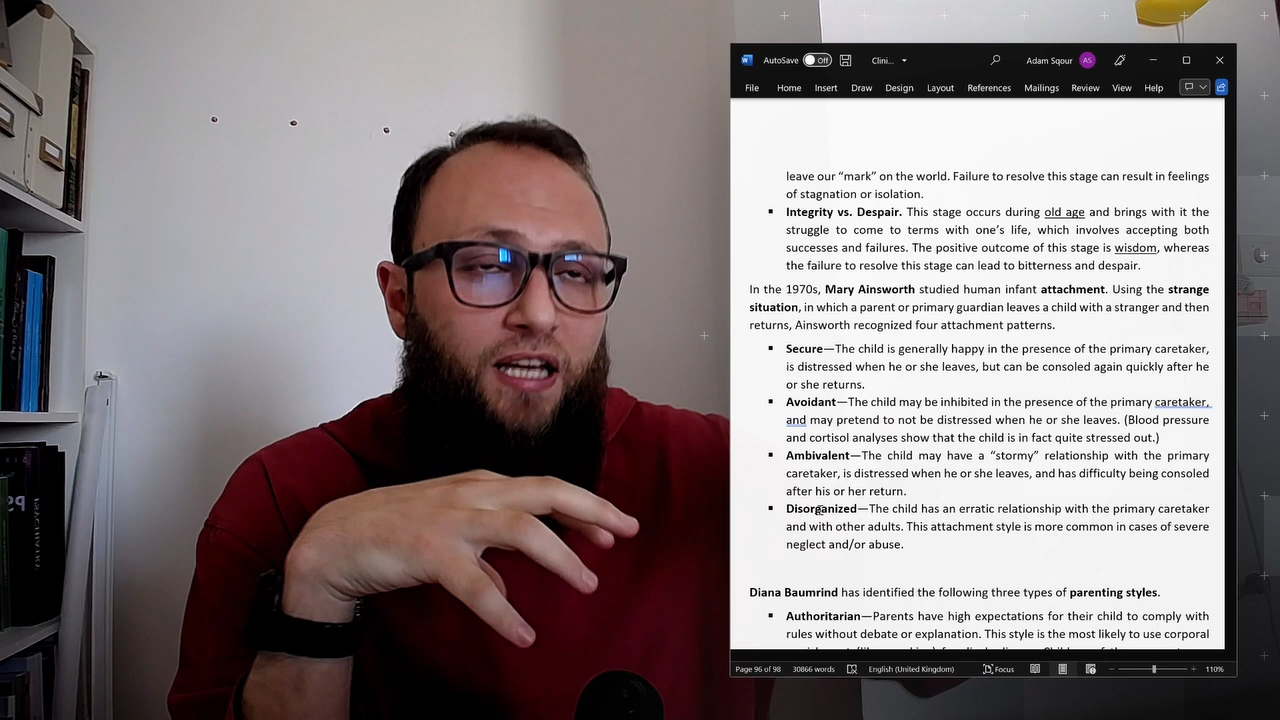 AutoSave Off Clini... Adam Sqour AS
File Home Insert Draw Design Layout References Mailings Review View Help
leave our “mark” on the world. Failure to resolve this stage can result in feelings
of stagnation or isolation.
▪ Integrity vs. Despair. This stage occurs during old age and brings with it the
struggle to come to terms with one’s life, which involves accepting both
successes and failures. The positive outcome of this stage is wisdom, whereas
the failure to resolve this stage can lead to bitterness and despair.
In the 1970s, Mary Ainsworth studied human infant attachment. Using the strange
situation, in which a parent or primary guardian leaves a child with a stranger and then
returns, Ainsworth recognized four attachment patterns.
▪ Secure—The child is generally happy in the presence of the primary caretaker,
is distressed when he or she leaves, but can be consoled again quickly after he
or she returns.
▪ Avoidant—The child may be inhibited in the presence of the primary caretaker,
and may pretend to not be distressed when he or she leaves. (Blood pressure
and cortisol analyses show that the child is in fact quite stressed out.)
▪ Ambivalent—The child may have a “stormy” relationship with the primary
caretaker, is distressed when he or she leaves, and has difficulty being consoled
after his or her return.
▪ Disorganized—The child has an erratic relationship with the primary caretaker
and with other adults. This attachment style is more common in cases of severe
neglect and/or abuse.
Diana Baumrind has identified the following three types of parenting styles.
▪ Authoritarian—Parents have high expectations for their child to comply with
rules without debate or explanation. This style is the most likely to use corporal
Page 96 of 98 30866 words English (United Kingdom) Focus 110%